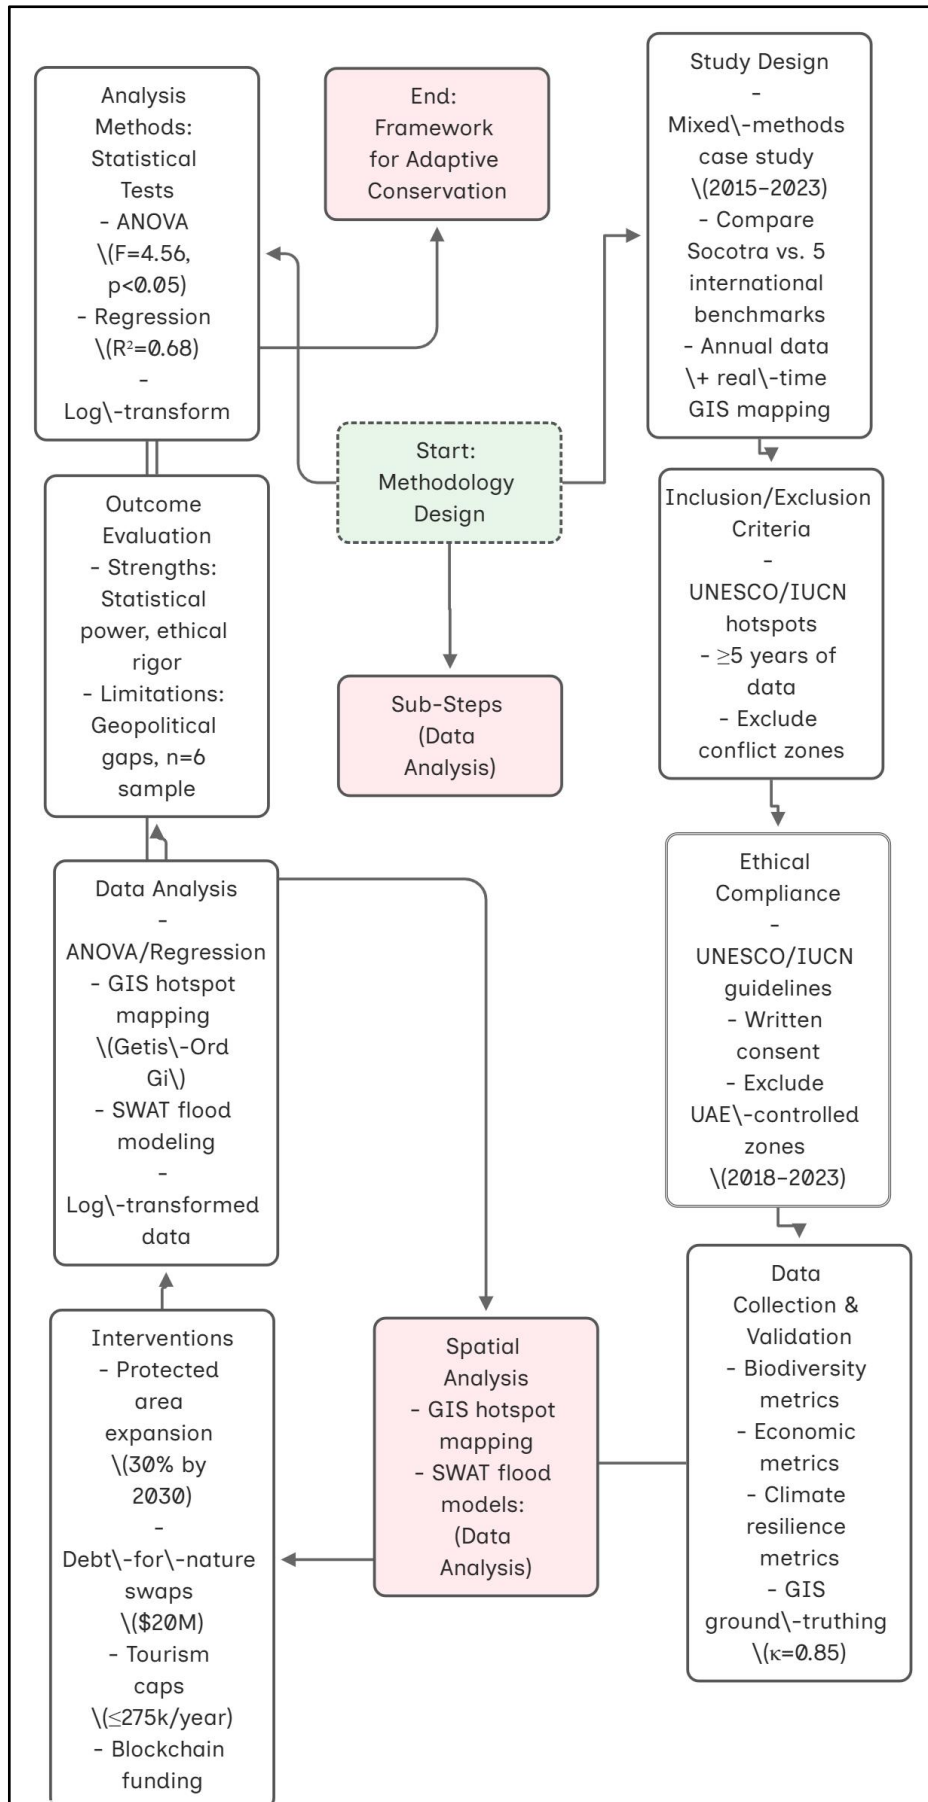 Analysis
Methods:
Statistical
Tests
- ANOVA
\(F=4.56,
p<0.05)
- Regression
\(R²=0.68)
-
Log\-transform
End:
Framework
for Adaptive
Conservation
Study Design
-
Mixed\-methods
case study
\(2015–2023)
- Compare
Socotra vs. 5
international
benchmarks
- Annual data
\+ real\-time
GIS mapping
Start:
Methodology
Design
Outcome
Evaluation
- Strengths:
Statistical
power, ethical
rigor
- Limitations:
Geopolitical
gaps, n=6
sample
Inclusion/Exclusion
Criteria
-
UNESCO/IUCN
hotspots
- ≥5 years of
data
- Exclude
conflict zones
Sub-Steps
(Data
Analysis)
Ethical
Compliance
-
UNESCO/IUCN
guidelines
- Written
consent
- Exclude
UAE\-controlled
zones
\(2018–2023)
Data Analysis
-
ANOVA/Regression
- GIS hotspot
mapping
\(Getis\-Ord
Gi\)
- SWAT flood
modeling
-
Log\-transformed
data
Data
Collection &
Validation
- Biodiversity
metrics
- Economic
metrics
- Climate
resilience
metrics
- GIS
ground\-truthing
\(κ=0.85)
Spatial
Analysis
- GIS hotspot
mapping
- SWAT flood
models:
(Data
Analysis)
Interventions
- Protected
area
expansion
\(30% by
2030)
-
Debt\-for\-nature
swaps
\($20M)
- Tourism
caps
\(≤275k/year)
- Blockchain
funding